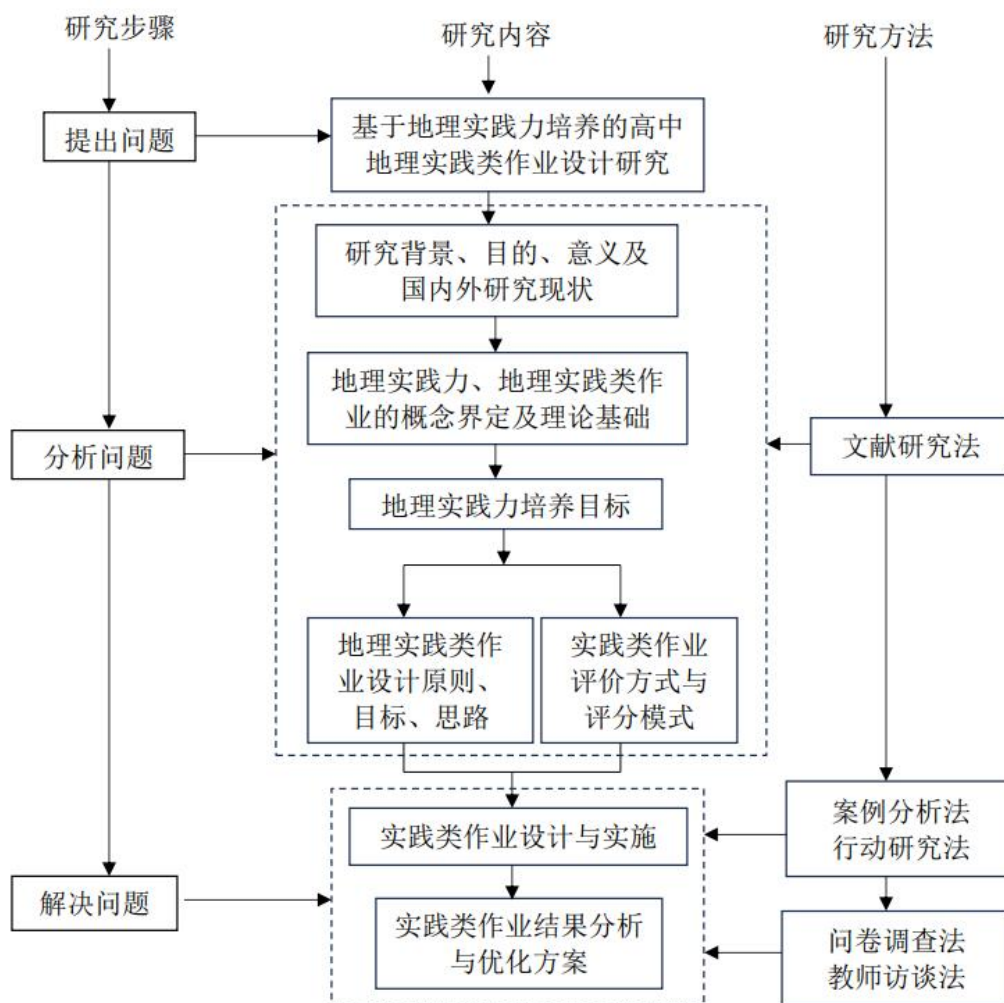 研究步骤
研究内容
研究方法
提出问题
基于地理实践力培养的高中
地理实践类作业设计研究
研究背景、目的、意义及
国内外研究现状
地理实践力、地理实践类作
业的概念界定及理论基础
分析问题
文献研究法
地理实践力培养目标
地理实践类作
业设计原则、
目标、思路
实践类作业
评价方式与
评分模式
实践类作业设计与实施
案例分析法
行动研究法
解决问题
实践类作业结果分析
与优化方案
问卷调查法
教师访谈法